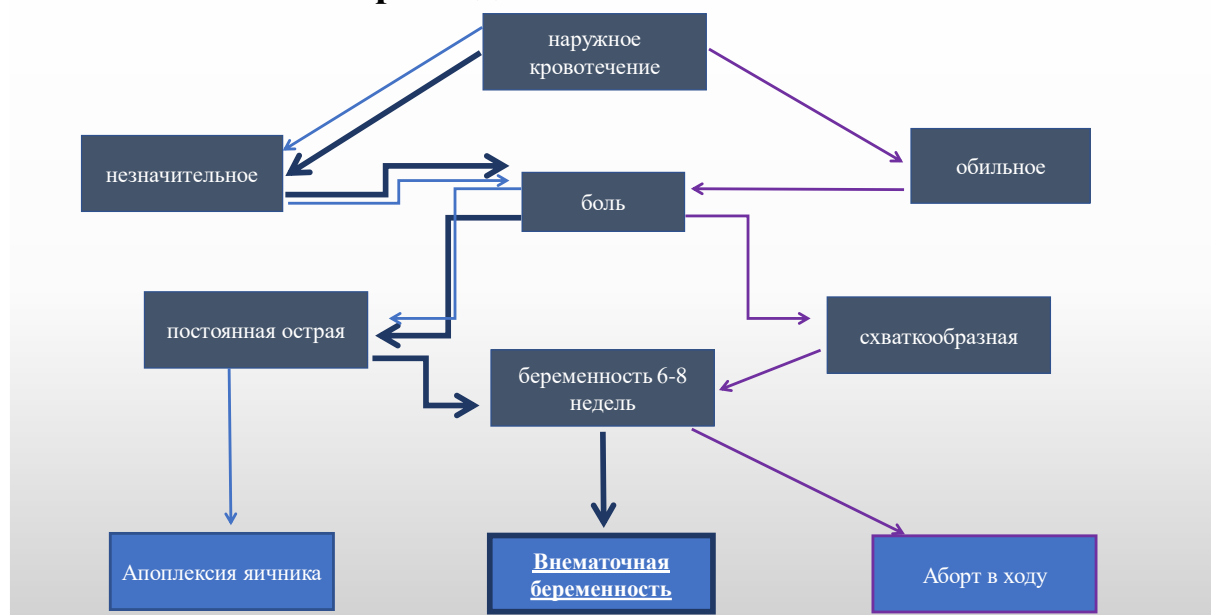 наружное
кровотечение
незначительное
обильное
боль
постоянная острая
схваткообразная
беременность 6-8
недель
Апоплексия яичника
Внематочная
беременность
Аборт в ходу